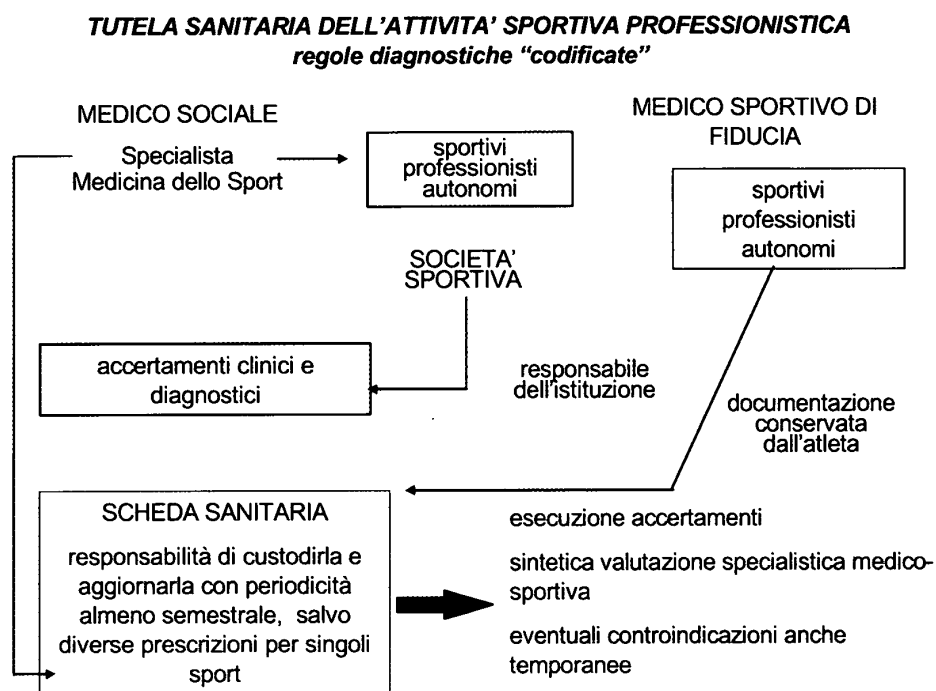 TUTELA SANITARIA DELL'ATTIVITA' SPORTIVA PROFESSIONISTICA
regole diagnostiche "codificate"
MEDICO SOCIALE
Specialista
Medicina dello Sport
sportivi
professionisti
autonomi
MEDICO SPORTIVO DI
FIDUCIA
sportivi
professionisti
autonomi
SOCIETA'
SPORTIVA
accertamenti clinici e
diagnostici
responsabile
dell'istituzione
documentazione
conservata
dall'atleta
SCHEDA SANITARIA
responsabilità di custodirla e
aggiornarla con periodicità
almeno semestrale, salvo
diverse prescrizioni per singoli
sport
esecuzione accertamenti
sintetica valutazione specialistica medico-
sportiva
eventuali controindicazioni anche
temporanee